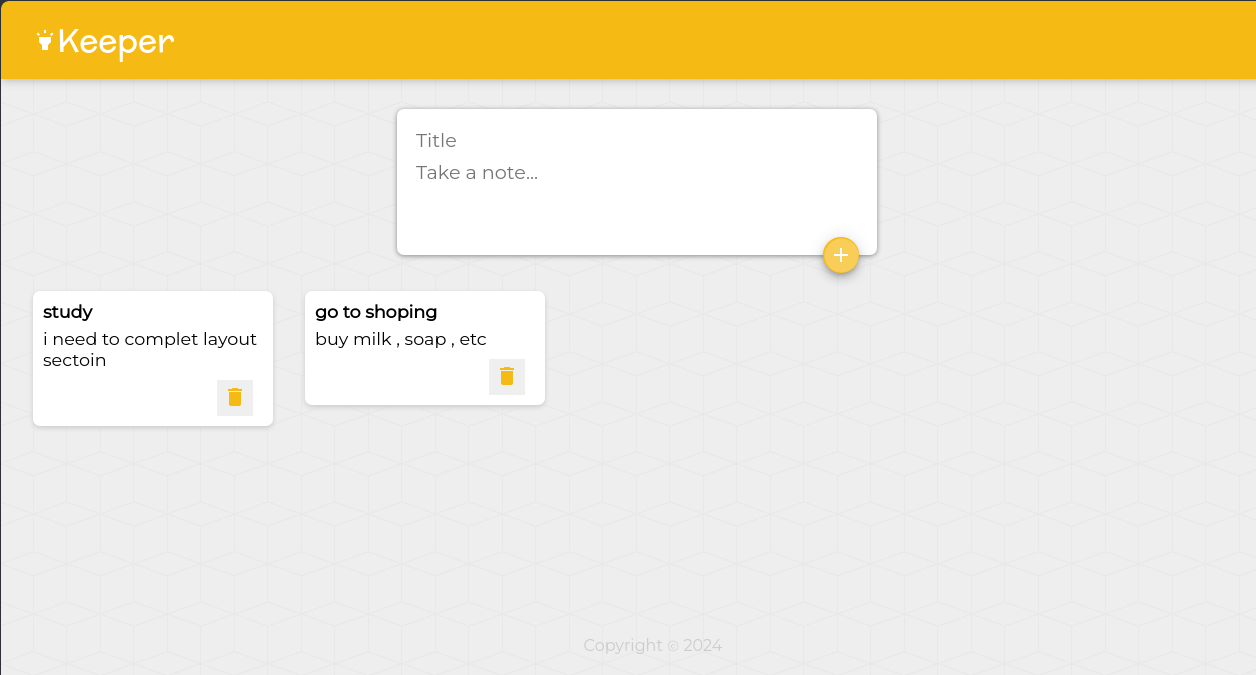 Keeper
Title
Take a note...
study
i need to complet layout
sectoin
go to shoping
buy milk , soap , etc
Copyright © 2024